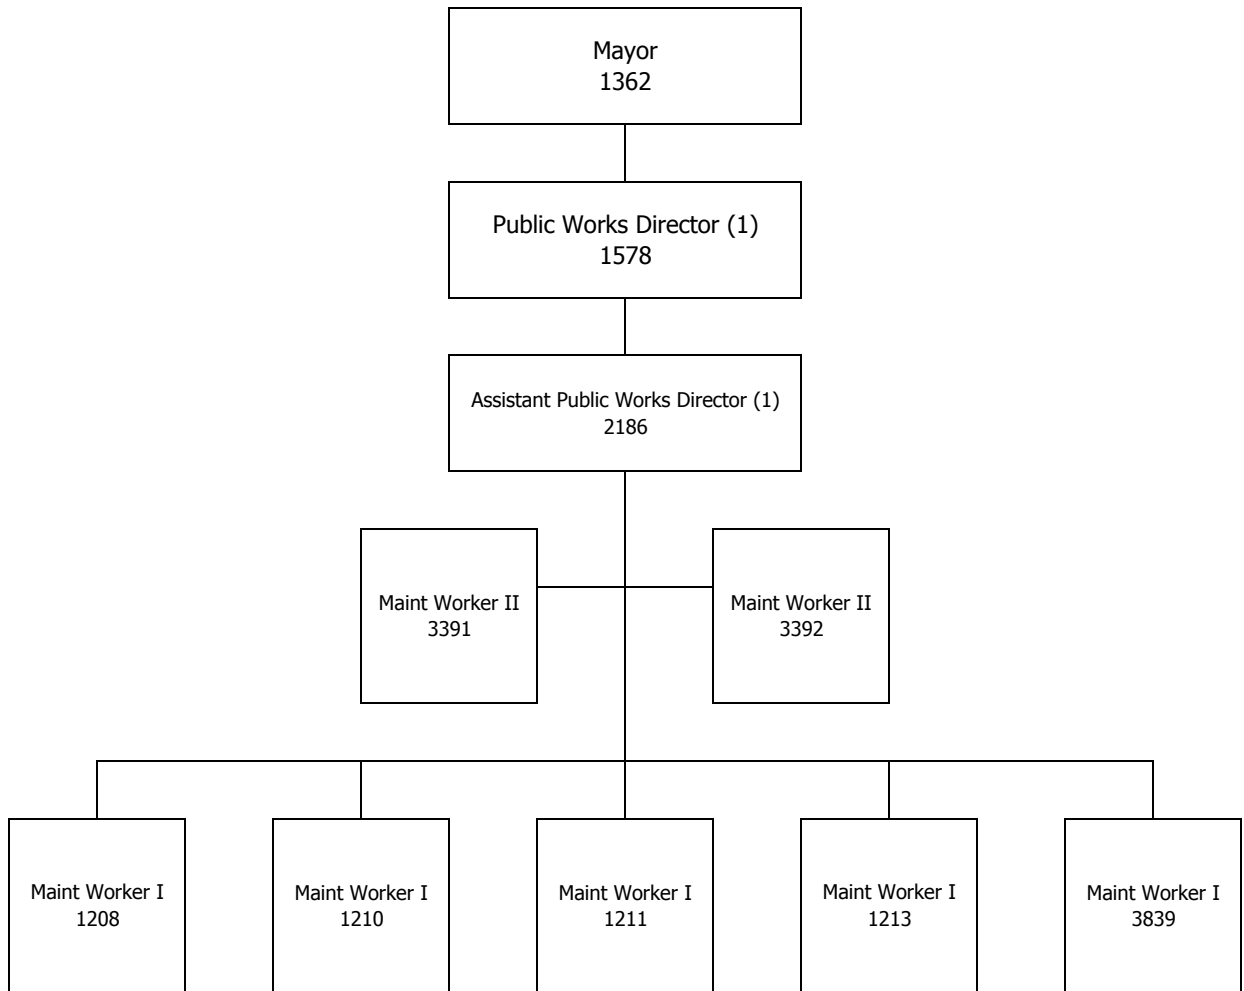 Mayor
1362
Public Works Director (1)
1578
Assistant Public Works Director (1)
2186
Maint Worker II
3391
Maint Worker II
3392
Maint Worker I
1208
Maint Worker I
1210
Maint Worker I
1211
Maint Worker I
1213
Maint Worker I
3839